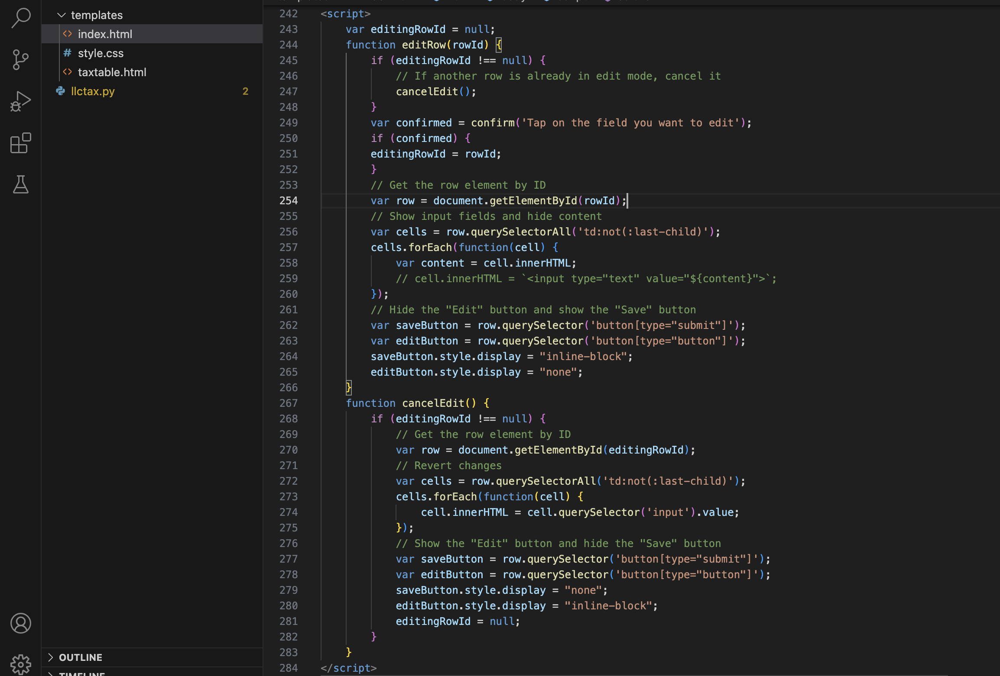 templates
index.html
style.css
taxtable.html
llctax.py 2
OUTLINE
TIMELINE
242 <script>
243 var editingRowId = null;
244 function editRow(rowId) {
245 if (editingRowId !== null) {
246 // If another row is already in edit mode, cancel it
247 cancelEdit();
248 }
249 var confirmed = confirm('Tap on the field you want to edit');
250 if (confirmed) {
251 editingRowId = rowId;
252 }
253 // Get the row element by ID
254 var row = document.getElementById(rowId);
255 // Show input fields and hide content
256 var cells = row.querySelectorAll('td:not(:last-child)');
257 cells.forEach(function(cell) {
258 var content = cell.innerHTML;
259 // cell.innerHTML = `<input type="text" value="${content}">`;
260 });
261 // Hide the "Edit" button and show the "Save" button
262 var saveButton = row.querySelector('button[type="submit"]');
263 var editButton = row.querySelector('button[type="button"]');
264 saveButton.style.display = "inline-block";
265 editButton.style.display = "none";
266 }
267 function cancelEdit() {
268 if (editingRowId !== null) {
269 // Get the row element by ID
270 var row = document.getElementById(editingRowId);
271 // Revert changes
272 var cells = row.querySelectorAll('td:not(:last-child)');
273 cells.forEach(function(cell) {
274 cell.innerHTML = cell.querySelector('input').value;
275 });
276 // Show the "Edit" button and hide the "Save" button
277 var saveButton = row.querySelector('button[type="submit"]');
278 var editButton = row.querySelector('button[type="button"]');
279 saveButton.style.display = "none";
280 editButton.style.display = "inline-block";
281 editingRowId = null;
282 }
283 }
284 </script>